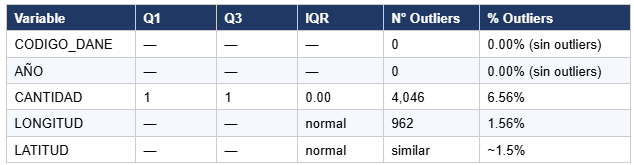 Variable Q1 Q3 IQR N° Outliers % Outliers
CODIGO_DANE — — — 0 0.00% (sin outliers)
AÑO — — — 0 0.00% (sin outliers)
CANTIDAD 1 1 0.00 4,046 6.56%
LONGITUD — — normal 962 1.56%
LATITUD — — normal similar ~1.5%